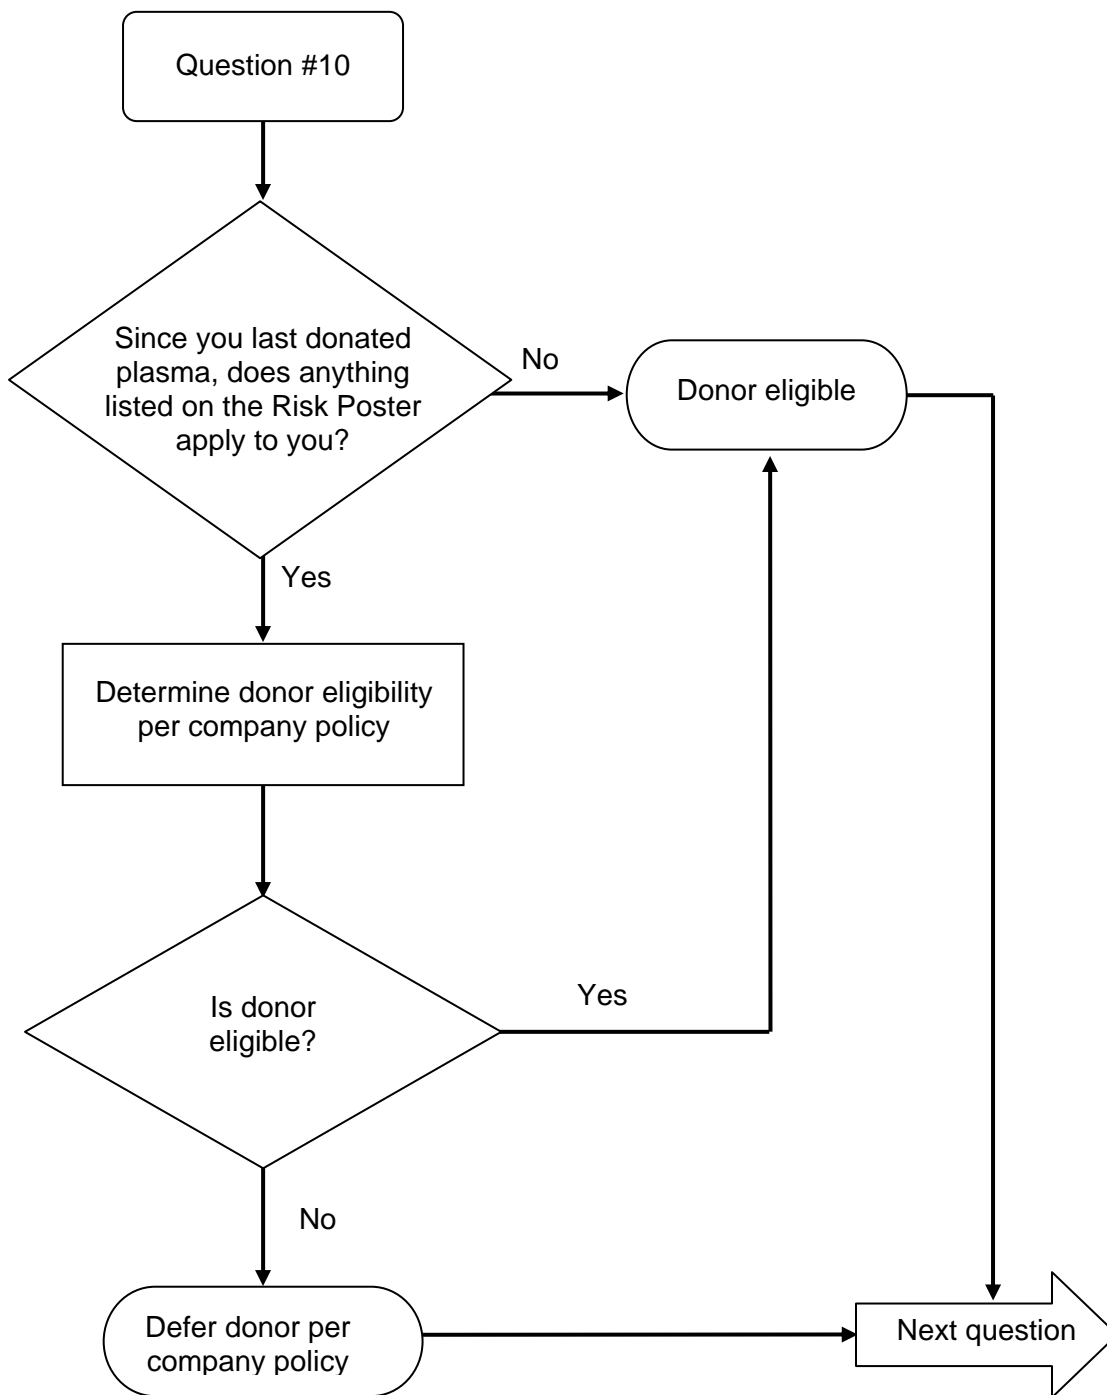 Question #10
Since you last donated
plasma, does anything
listed on the Risk Poster
apply to you?
No
Donor eligible
Yes
Determine donor eligibility
per company policy
Is donor
eligible?
Yes
No
Defer donor per
company policy
Next question